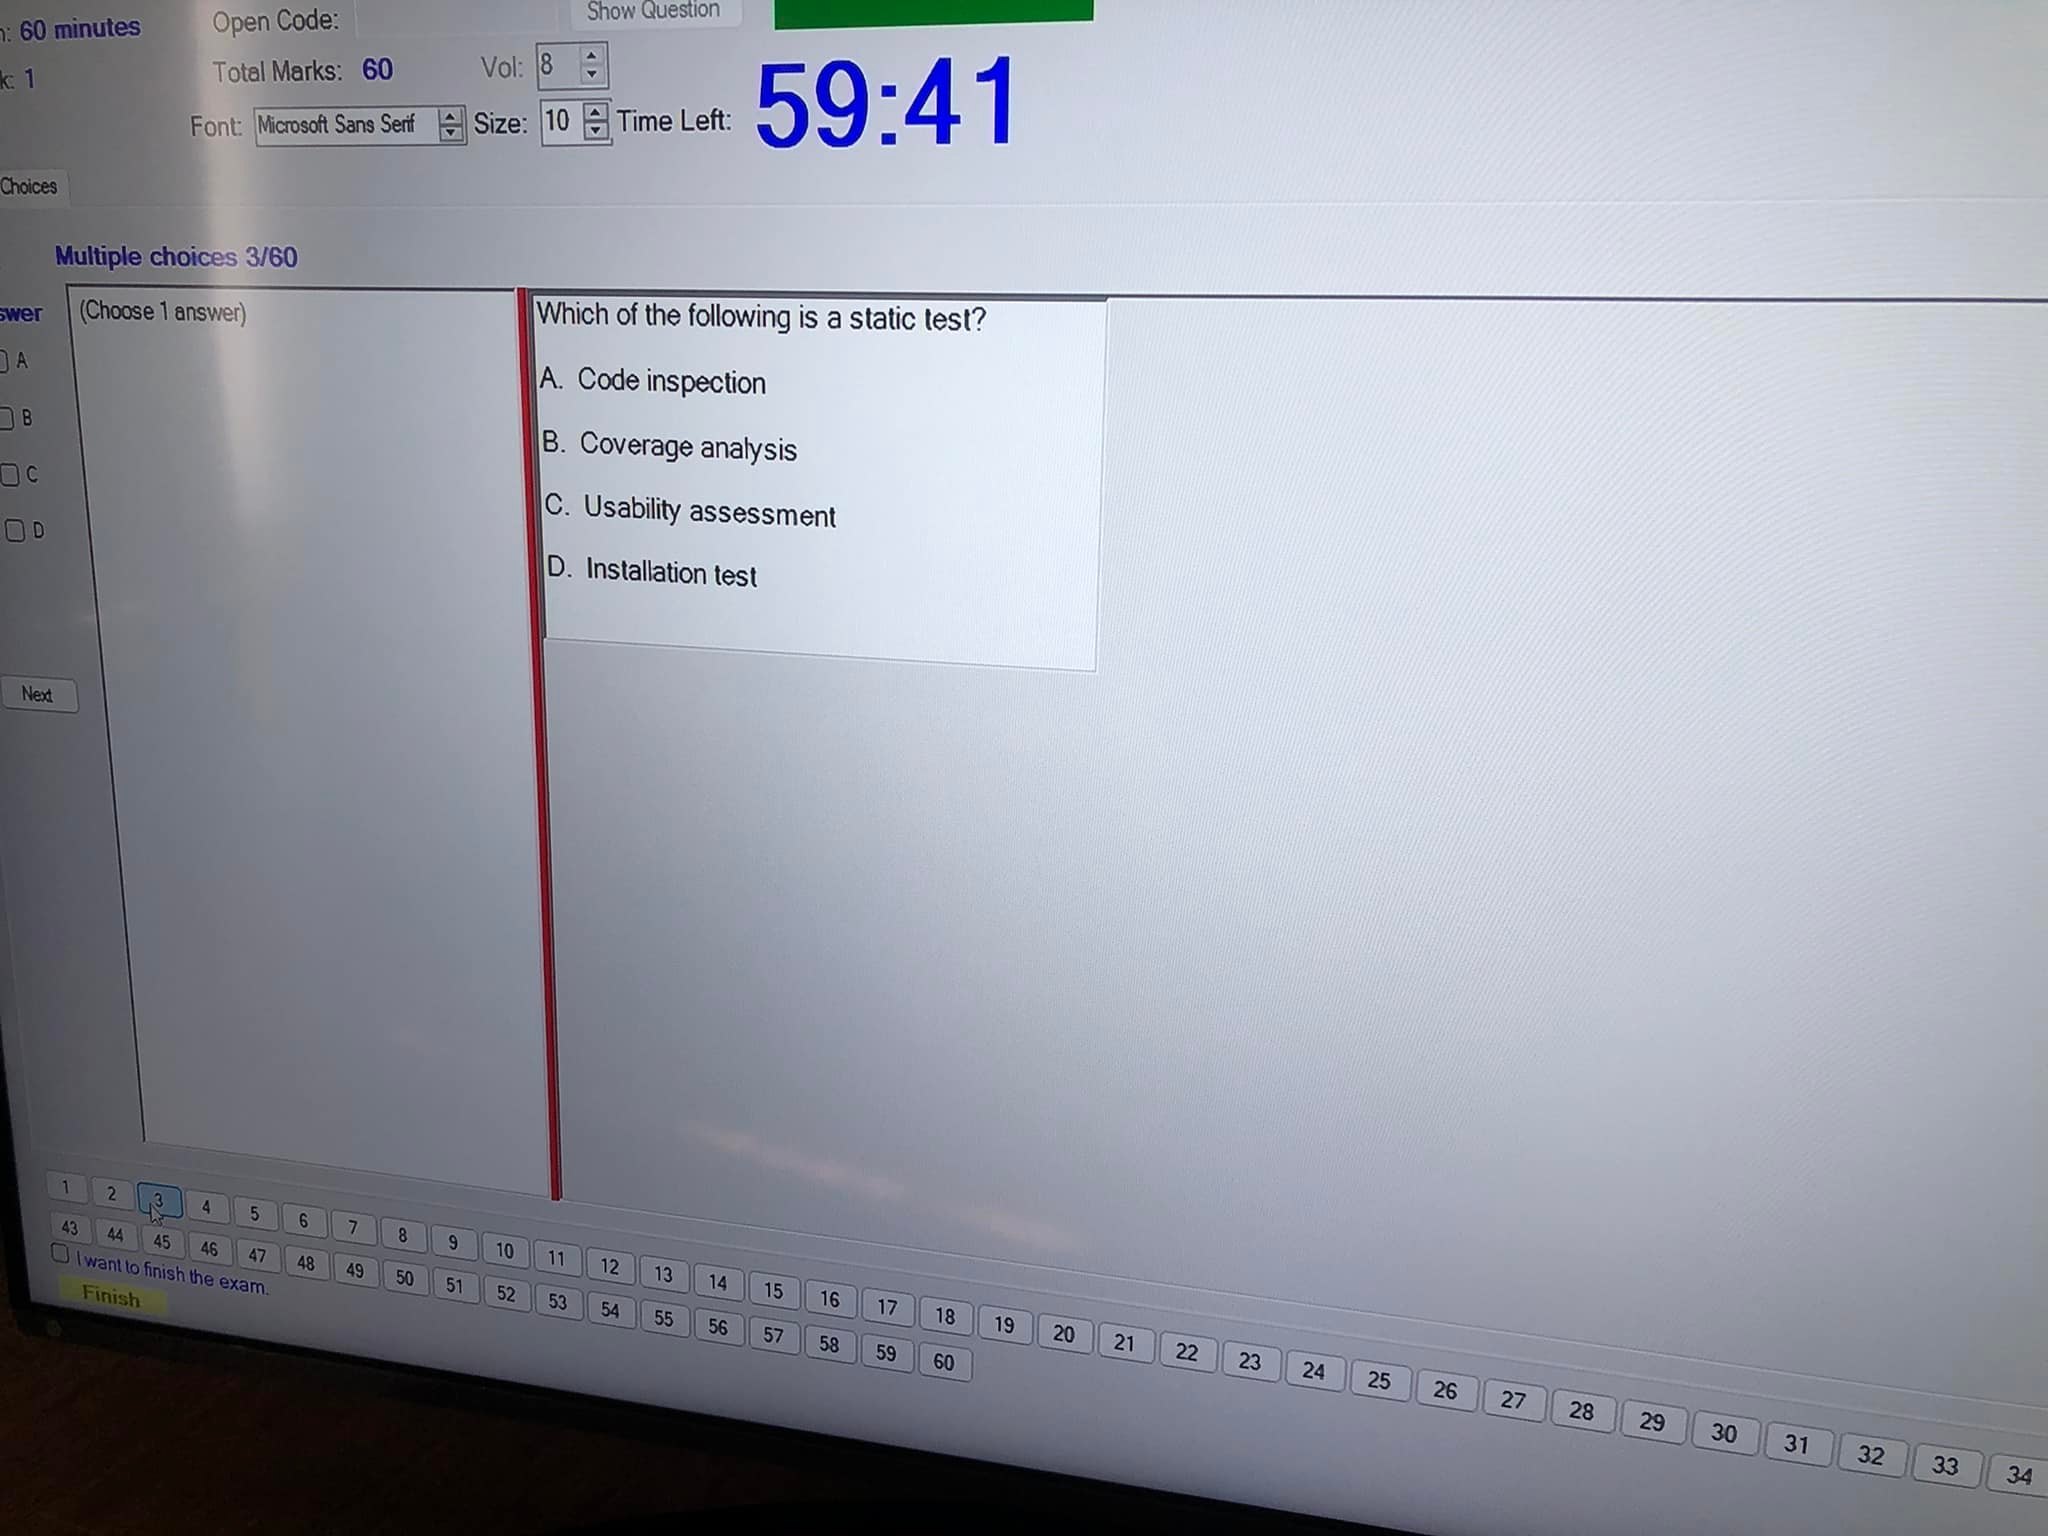 n: 60 minutes
Open Code:
Show Question
k: 1
Total Marks: 60
Vol: 8
Font: Microsoft Sans Serif
Size: 10
Time Left: 59:41
Choices
Multiple choices 3/60
swer
(Choose 1 answer)
A
B
C
D
Next
Which of the following is a static test?
A. Code inspection
B. Coverage analysis
C. Usability assessment
D. Installation test
1 2 3 4 5 6 7 8 9 10 11 12 13 14 15 16 17 18 19 20 21 22 23 24 25 26 27 28 29 30 31 32 33 34
43 44 45 46 47 48 49 50 51 52 53 54 55 56 57 58 59 60
I want to finish the exam.
Finish